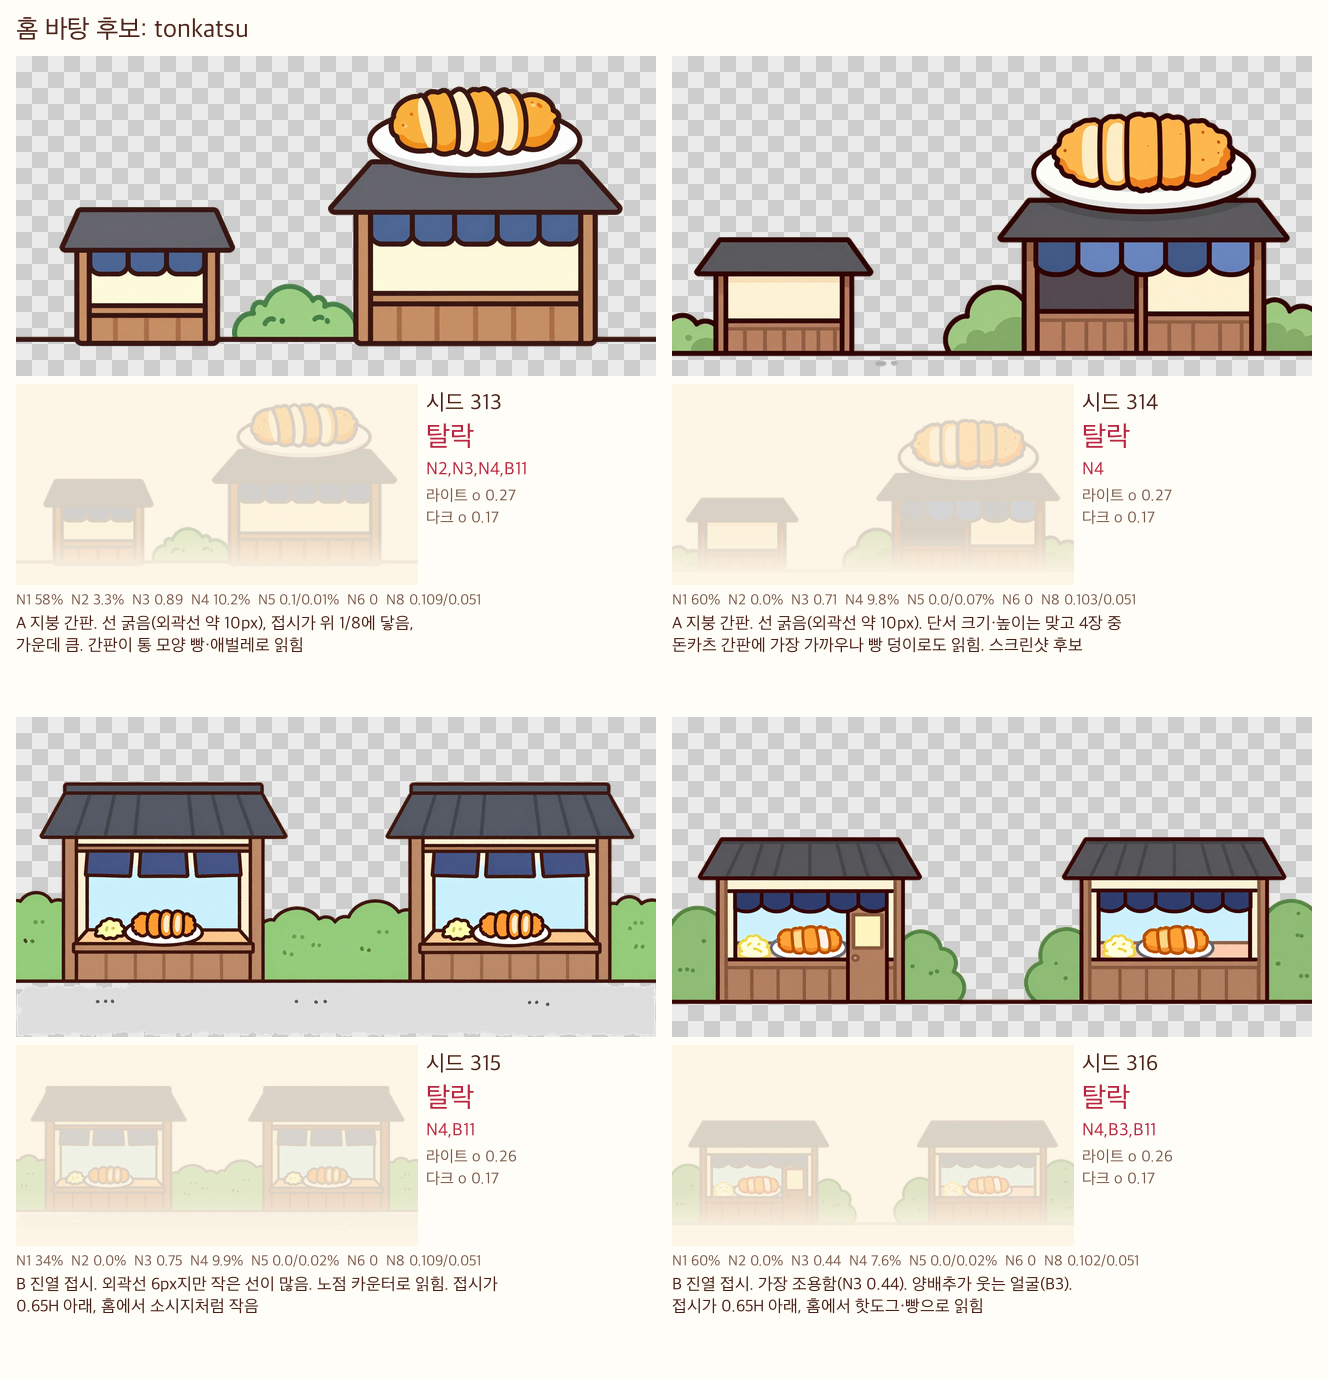 홈 바탕 후보: tonkatsu
시드 313
탈락
N2,N3,N4,B11
라이트 o 0.27
다크 o 0.17
N1 58%  N2 3.3%  N3 0.89  N4 10.2%  N5 0.1/0.01%  N6 0  N8 0.109/0.051
A 지붕 간판. 선 굵음(외곽선 약 10px), 접시가 위 1/8에 닿음,
가운데 큼. 간판이 통 모양 빵·애벌레로 읽힘
시드 314
탈락
N4
라이트 o 0.27
다크 o 0.17
N1 60%  N2 0.0%  N3 0.71  N4 9.8%  N5 0.0/0.07%  N6 0  N8 0.103/0.051
A 지붕 간판. 선 굵음(외곽선 약 10px). 단서 크기·높이는 맞고 4장 중
돈카츠 간판에 가장 가까우나 빵 덩이로도 읽힘. 스크린샷 후보
시드 315
탈락
N4,B11
라이트 o 0.26
다크 o 0.17
N1 34%  N2 0.0%  N3 0.75  N4 9.9%  N5 0.0/0.02%  N6 0  N8 0.109/0.051
B 진열 접시. 외곽선 6px지만 작은 선이 많음. 노점 카운터로 읽힘. 접시가
0.65H 아래, 홈에서 소시지처럼 작음
시드 316
탈락
N4,B3,B11
라이트 o 0.26
다크 o 0.17
N1 60%  N2 0.0%  N3 0.44  N4 7.6%  N5 0.0/0.02%  N6 0  N8 0.102/0.051
B 진열 접시. 가장 조용함(N3 0.44). 양배추가 웃는 얼굴(B3).
접시가 0.65H 아래, 홈에서 핫도그·빵으로 읽힘